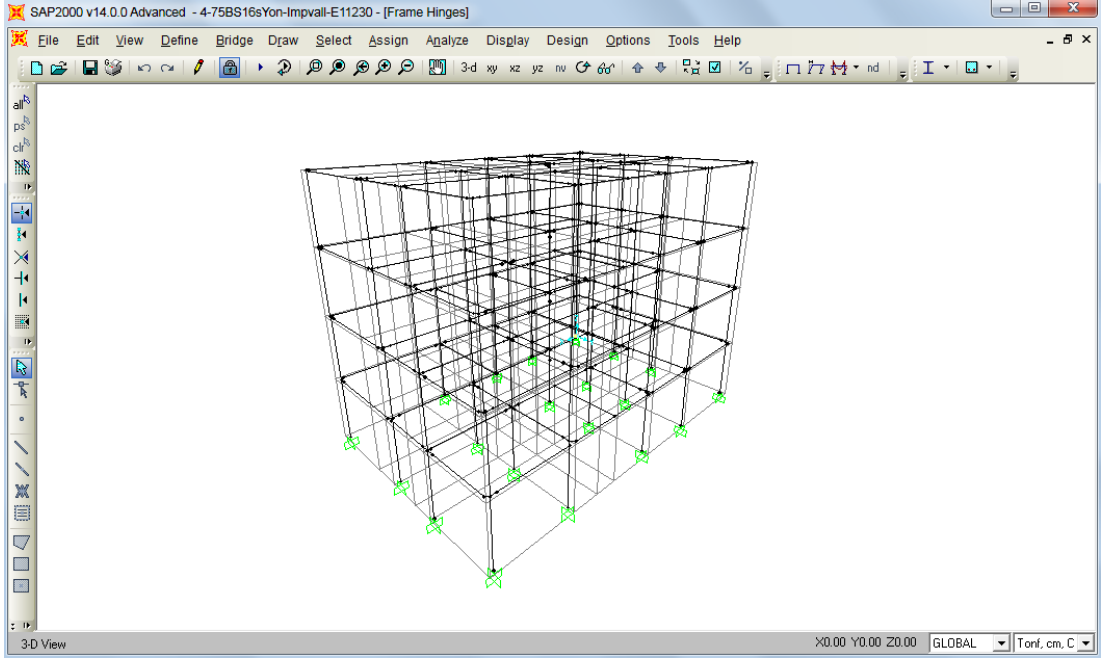 SAP2000 v14.0.0 Advanced - 4-75BS16sYon-Impvall-E11230 - [Frame Hinges]
File Edit View Define Bridge Draw Select Assign Analyze Display Design Options Tools Help
3-d xy xz yz nv nd
all
ps
clr
3-D View X0.00 Y0.00 Z0.00 GLOBAL Tonf, cm, C